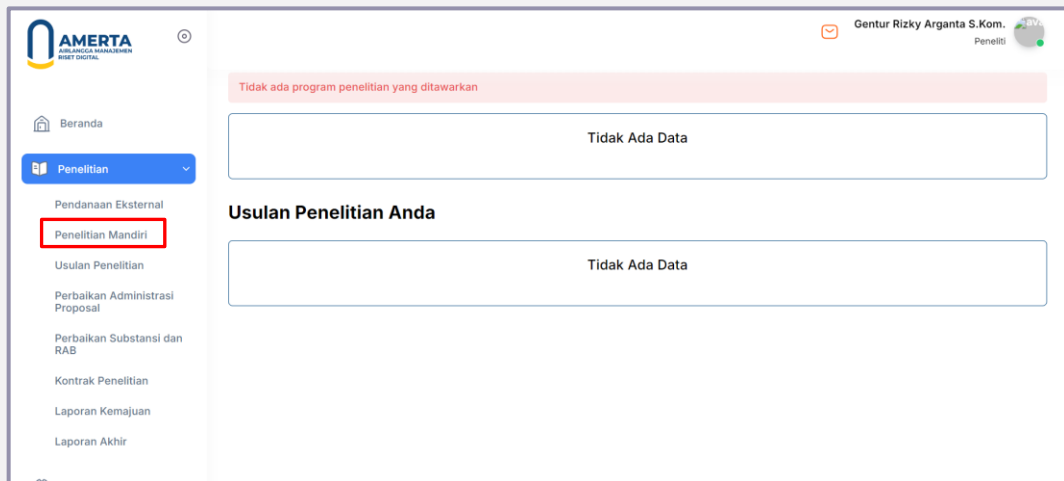 AMERTA
AIRLANGGA MANAJEMEN
RISET DIGITAL
Gentur Rizky Arganta S.Kom.
Peneliti
Tidak ada program penelitian yang ditawarkan
Beranda
Tidak Ada Data
Penelitian
Pendanaan Eksternal
Usulan Penelitian Anda
Penelitian Mandiri
Usulan Penelitian
Tidak Ada Data
Perbaikan Administrasi
Proposal
Perbaikan Substansi dan
RAB
Kontrak Penelitian
Laporan Kemajuan
Laporan Akhir